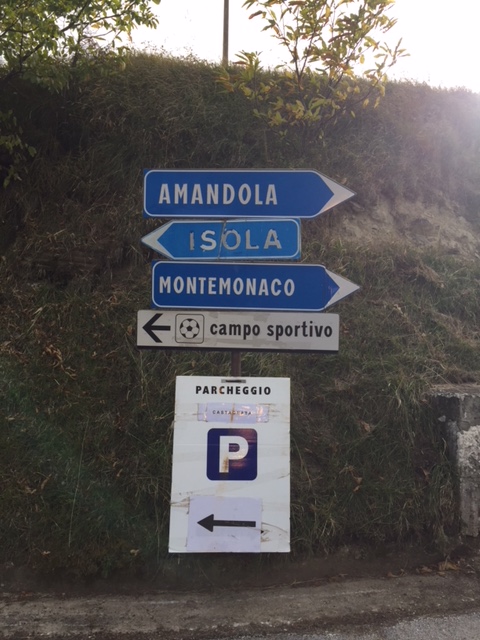 AMANDOLA
ISOLA
MONTEMONACO
campo sportivo
PARCHEGGIO
P